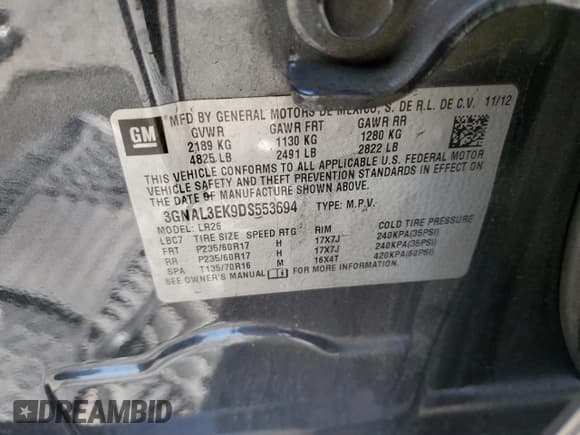 GM
MFD BY GENERAL MOTORS DE MEXICO, S. DE R.L. DE C.V. 11/12
GVWR GAWR FRT GAWR RR
2189 KG 1130 KG 1280 KG
4825 LB 2491 LB 2822 LB
THIS VEHICLE CONFORMS TO ALL APPLICABLE U.S. FEDERAL MOTOR
VEHICLE SAFETY AND THEFT PREVENTION STANDARDS IN EFFECT ON
THE DATE OF MANUFACTURE SHOWN ABOVE.
3GNAL3EK9DS553694 TYPE: M.P.V.
MODEL: LR26
LBC7 TIRE SIZE SPEED RTG RIM COLD TIRE PRESSURE
FRT P235/60R17 H 17X7J 240KPA(35PSI)
RR P235/60R17 H 17X7J 240KPA(35PSI)
SPA T135/70R16 M 16X4T 420KPA(60PSI)
SEE OWNER'S MANUAL FOR MORE INFORMATION.
DREAMBID